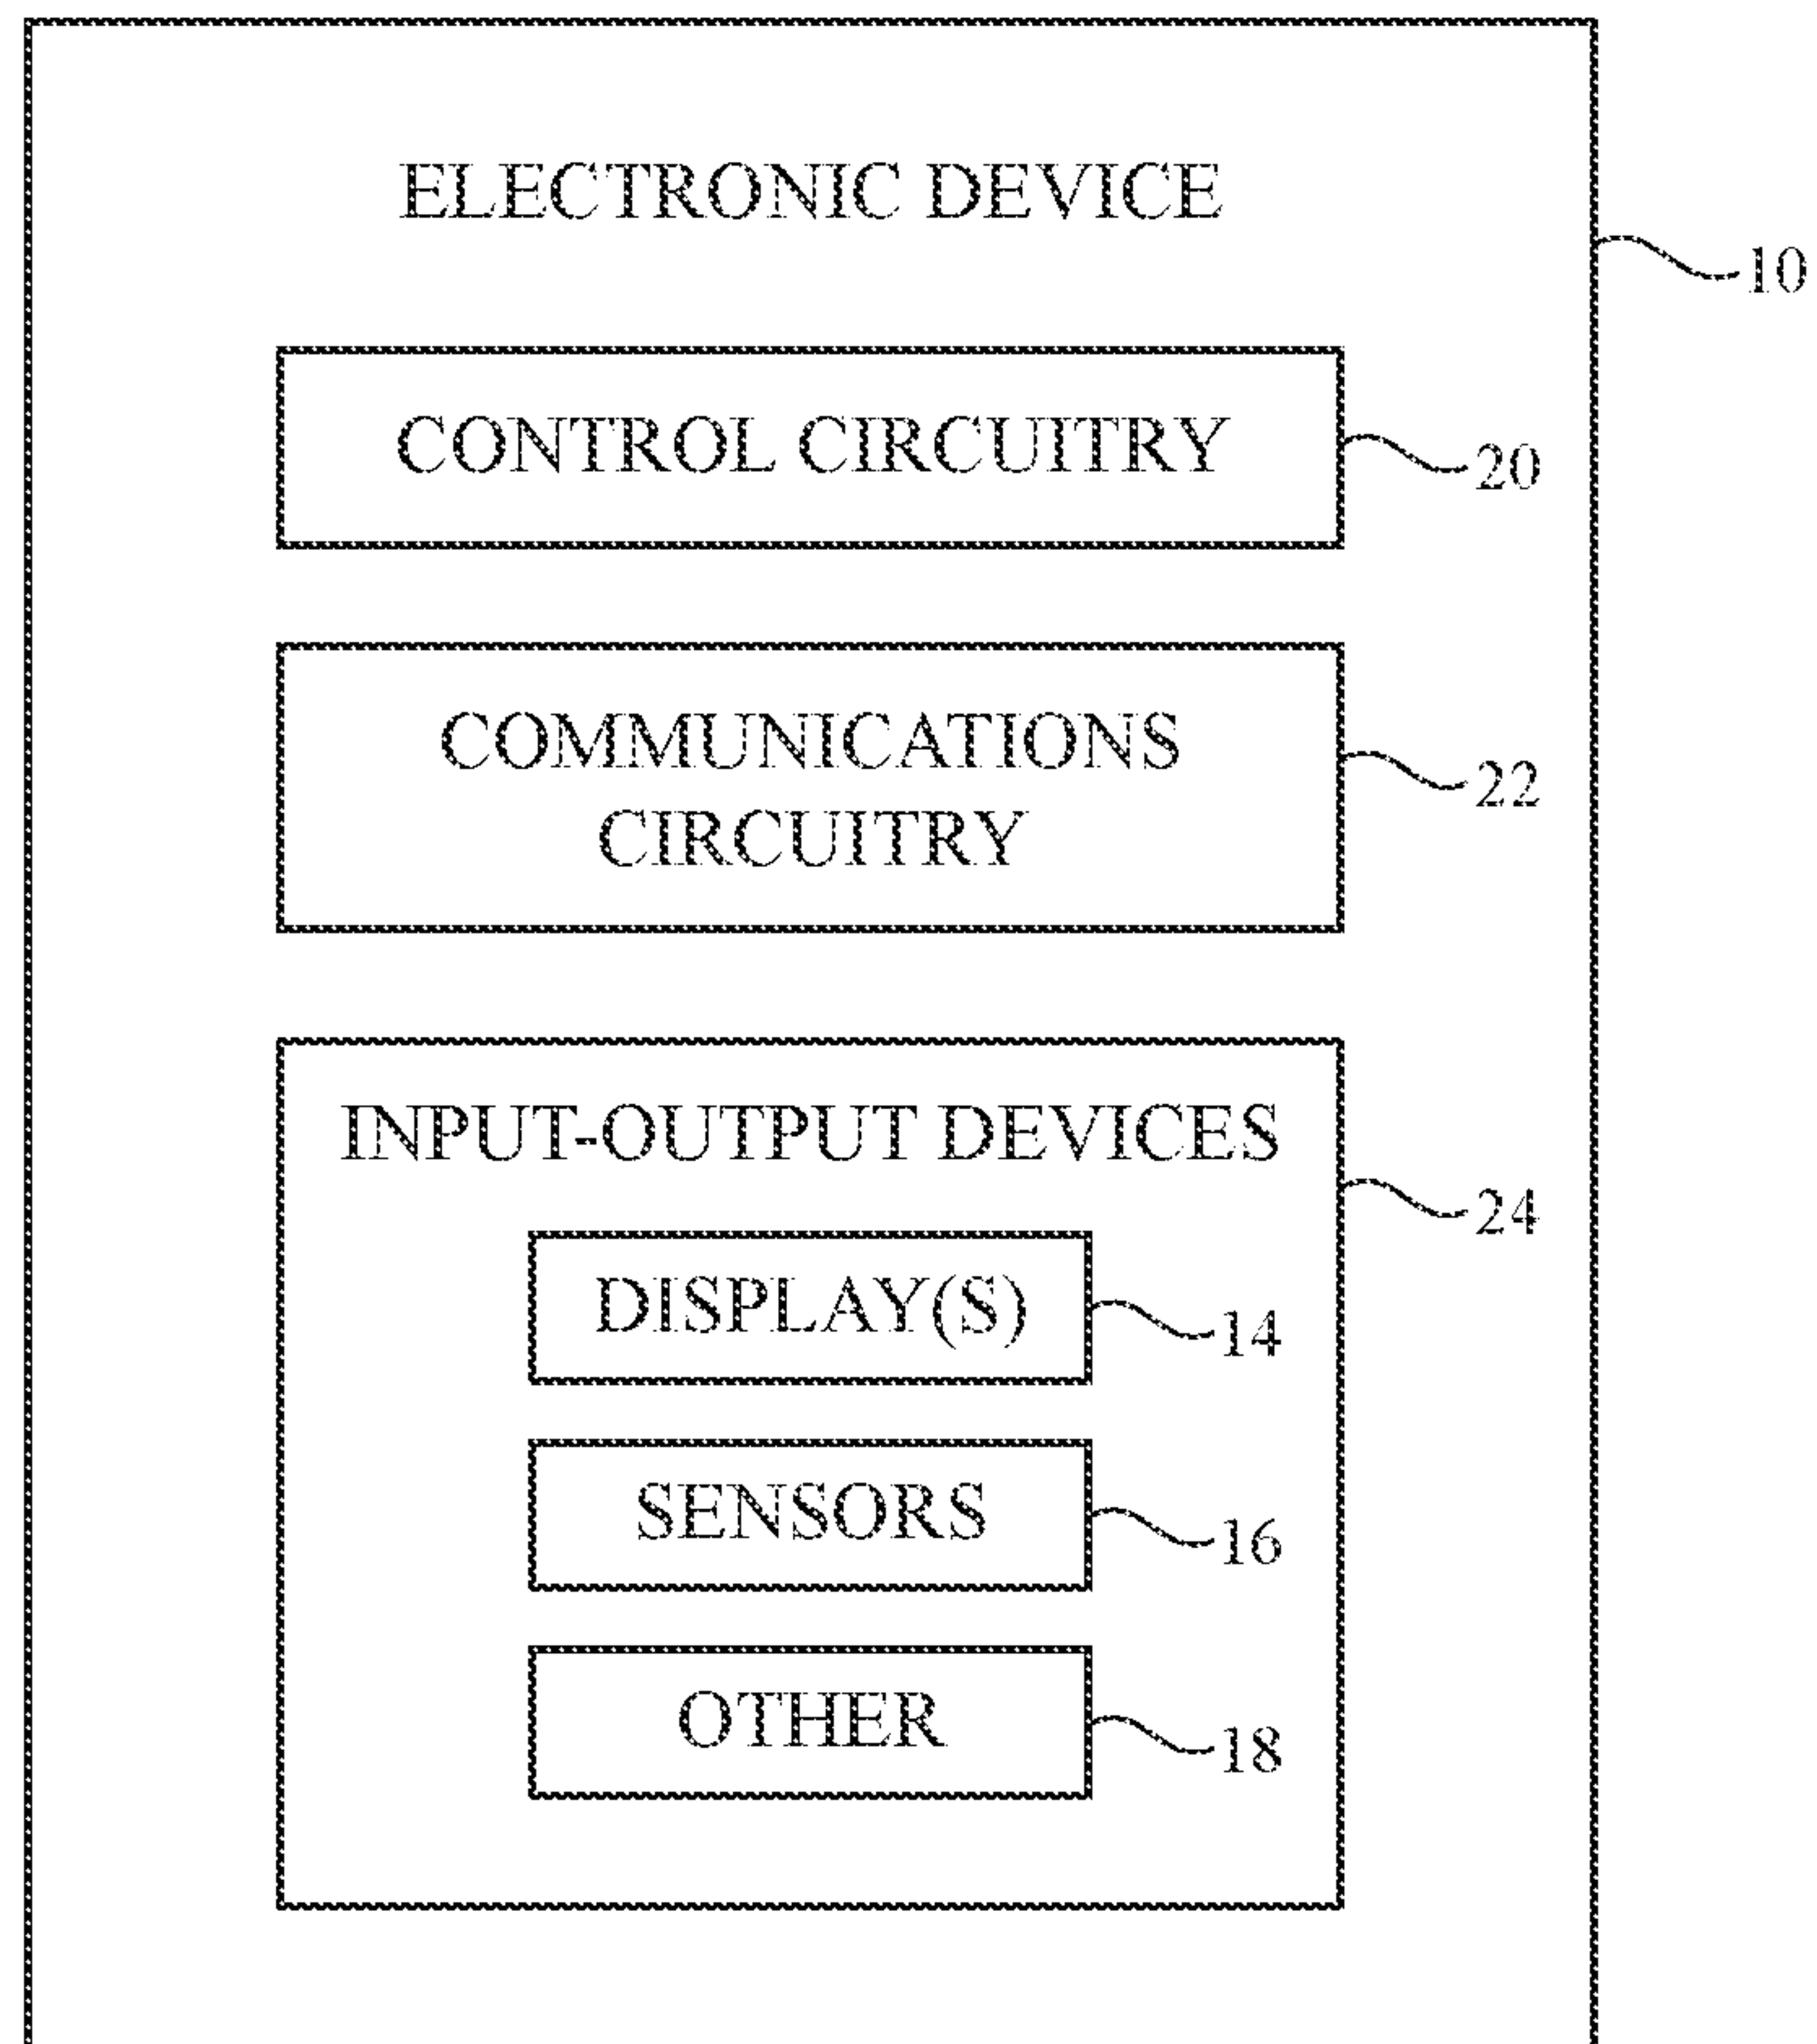 ELECTRONIC DEVICE
10
CONTROL CIRCUITRY
20
COMMUNICATIONS
22
CIRCUITRY
INPUT-OUTPUT DEVICES
24
DISPLAY(S)
14
SENSORS
16
OTHER
18